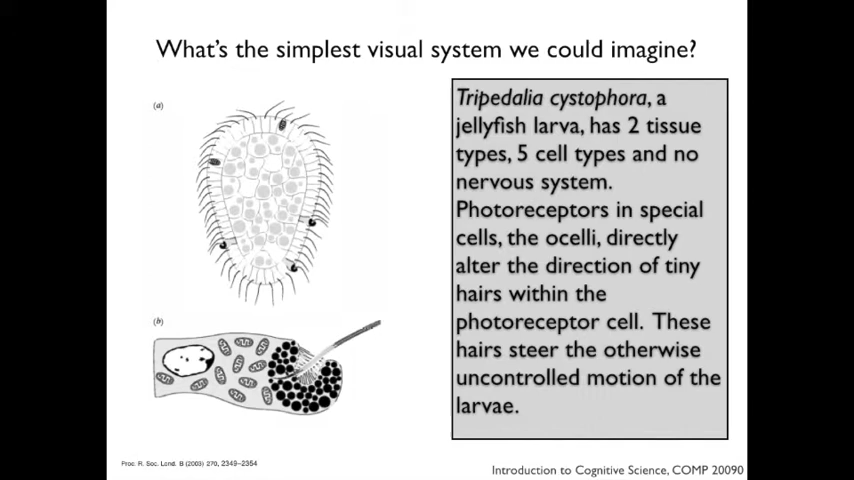 What's the simplest visual system we could imagine?
(a)
Tripedalia cystophora, a
jellyfish larva, has 2 tissue
types, 5 cell types and no
nervous system.
Photoreceptors in special
cells, the ocelli, directly
alter the direction of tiny
hairs within the
photoreceptor cell. These
hairs steer the otherwise
uncontrolled motion of the
larvae.
(b)
Proc. R. Soc. Lond. B (2003) 270, 2349–2354
Introduction to Cognitive Science, COMP 20090